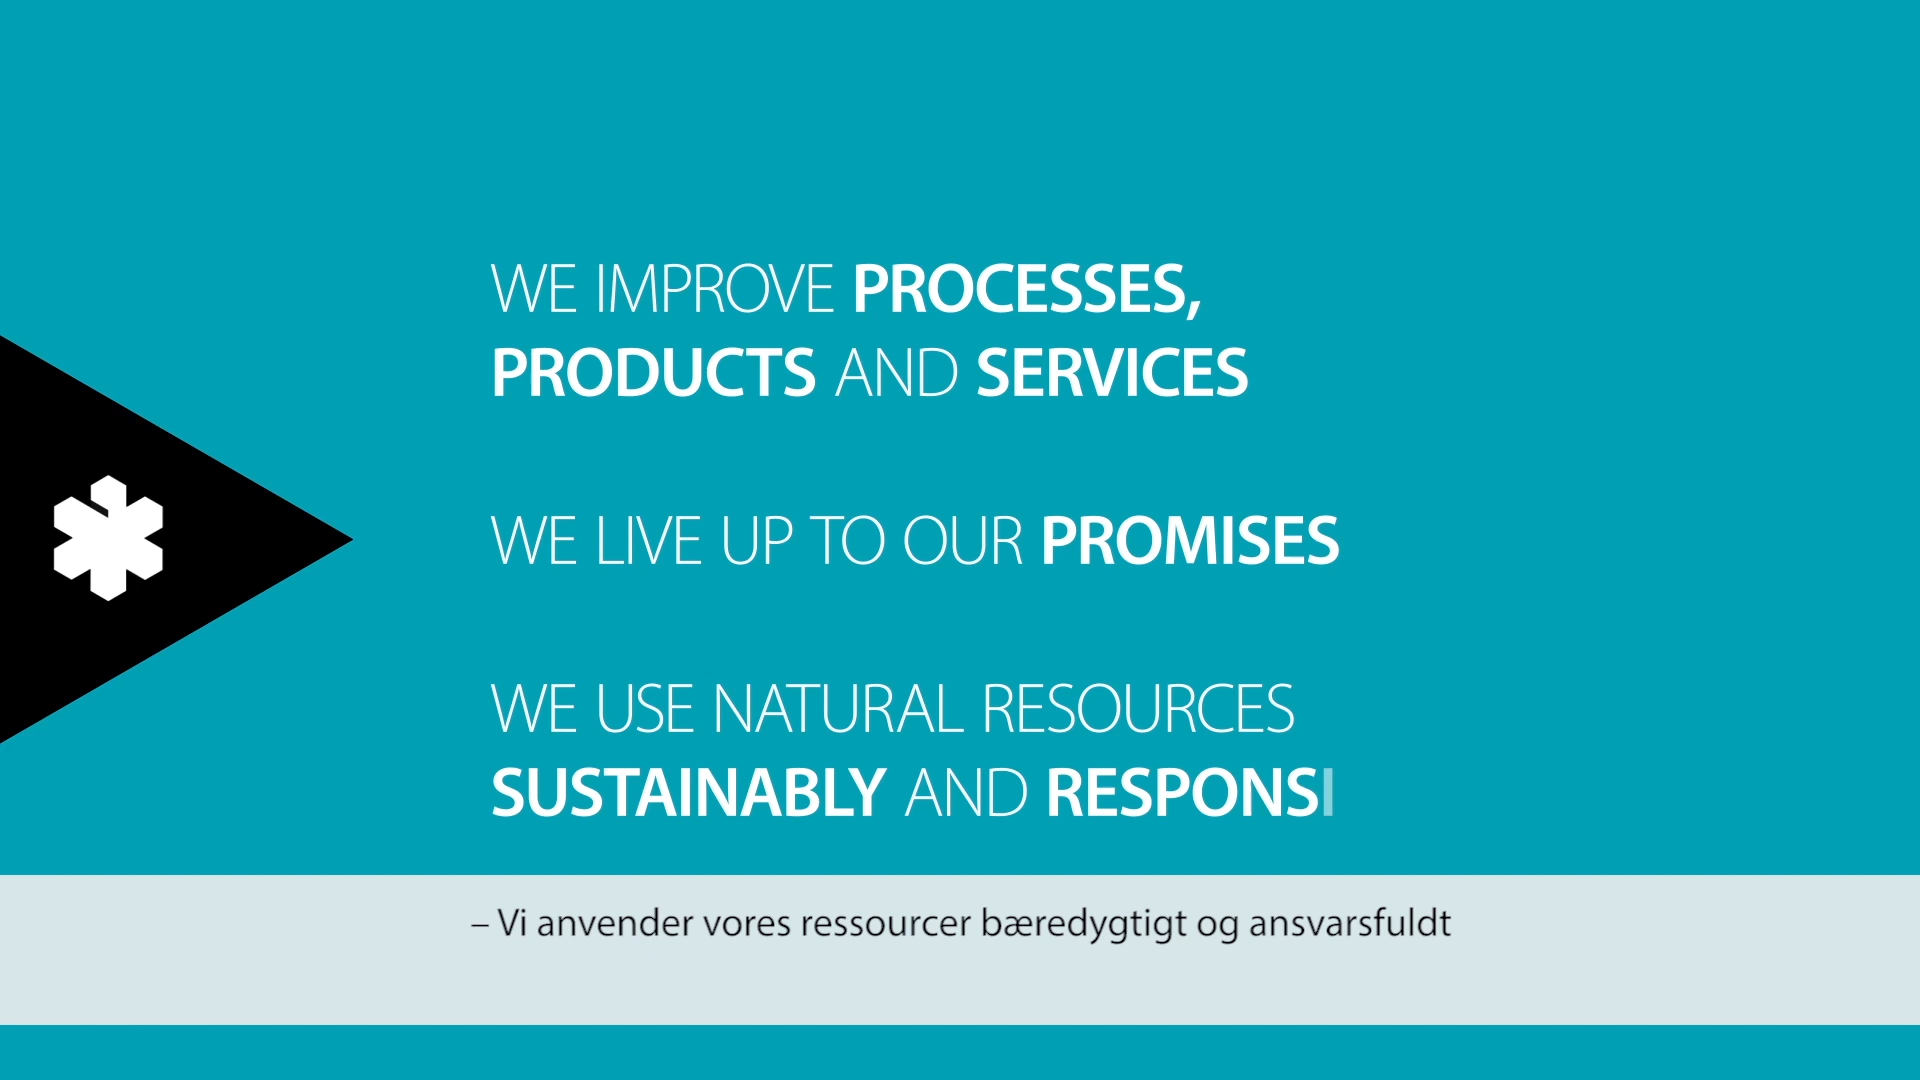 WE IMPROVE PROCESSES,
PRODUCTS AND SERVICES
WE LIVE UP TO OUR PROMISES
WE USE NATURAL RESOURCES
SUSTAINABLY AND RESPONSI
– Vi anvender vores ressourcer bæredygtigt og ansvarsfuldt